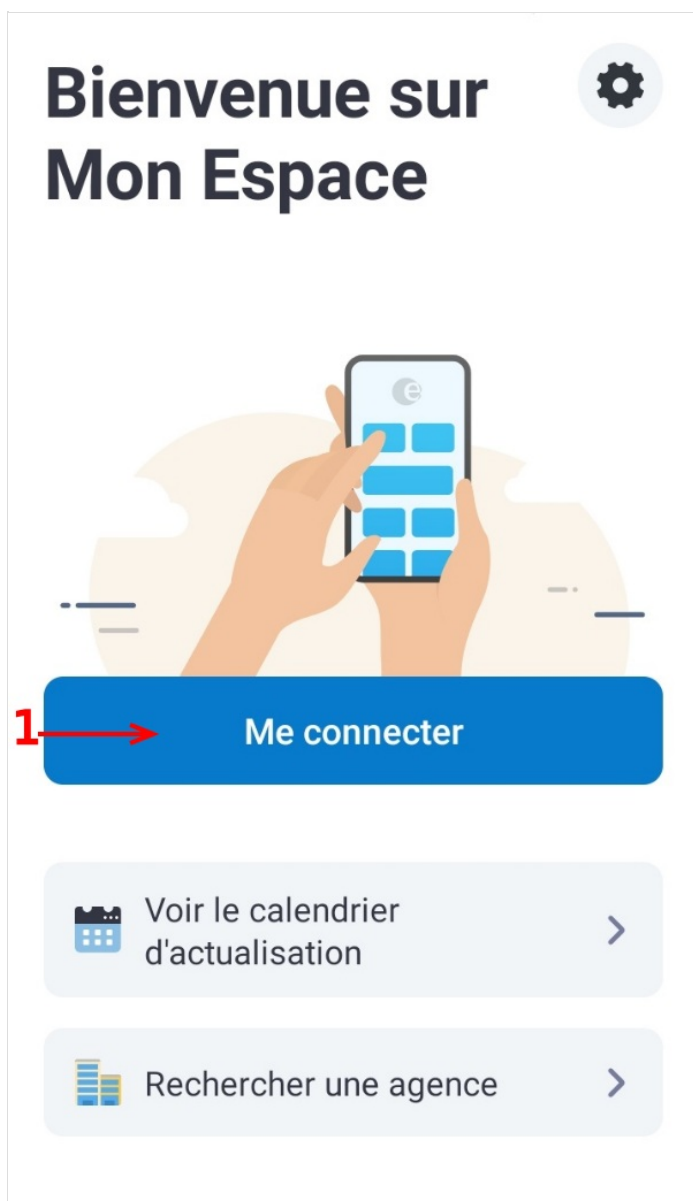 Bienvenue sur
Mon Espace
e
1
Me connecter
Voir le calendrier
d'actualisation
Rechercher une agence